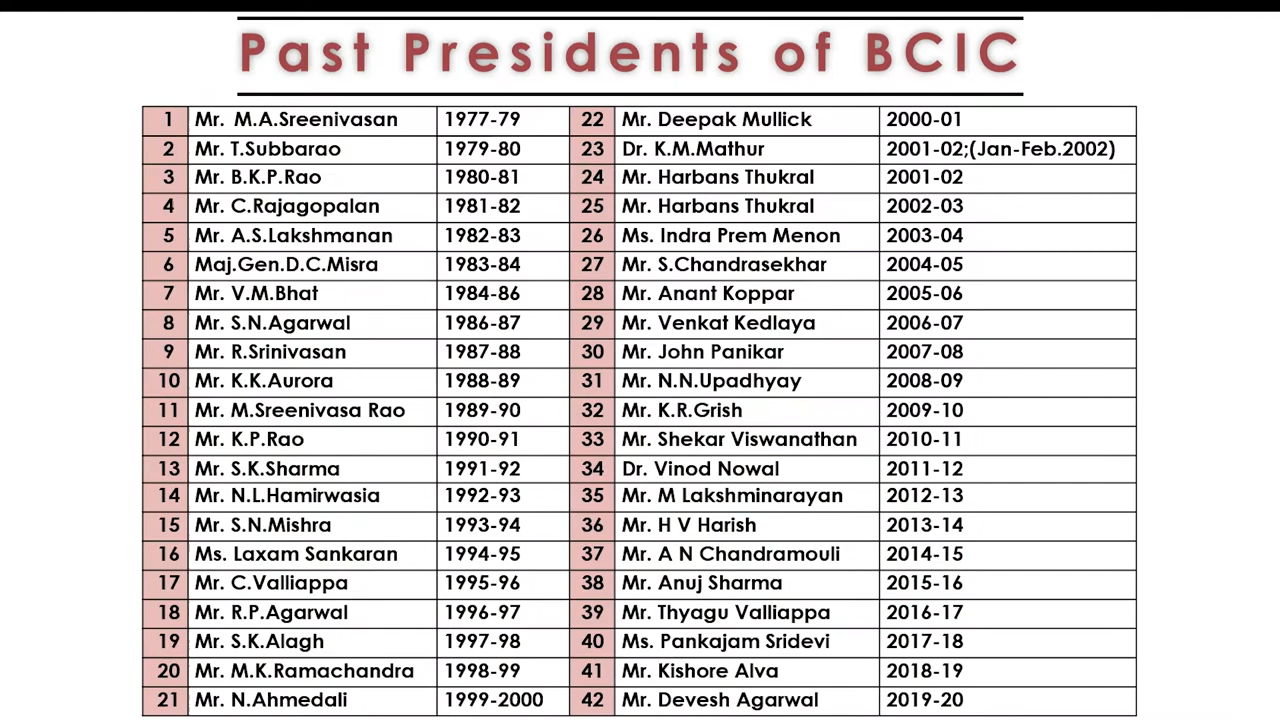 Past Presidents of BCIC
1 Mr. M.A.Sreenivasan 1977-79 22 Mr. Deepak Mullick 2000-01
2 Mr. T.Subbarao 1979-80 23 Dr. K.M.Mathur 2001-02;(Jan-Feb.2002)
3 Mr. B.K.P.Rao 1980-81 24 Mr. Harbans Thukral 2001-02
4 Mr. C.Rajagopalan 1981-82 25 Mr. Harbans Thukral 2002-03
5 Mr. A.S.Lakshmanan 1982-83 26 Ms. Indra Prem Menon 2003-04
6 Maj.Gen.D.C.Misra 1983-84 27 Mr. S.Chandrasekhar 2004-05
7 Mr. V.M.Bhat 1984-86 28 Mr. Anant Koppar 2005-06
8 Mr. S.N.Agarwal 1986-87 29 Mr. Venkat Kedlaya 2006-07
9 Mr. R.Srinivasan 1987-88 30 Mr. John Panikar 2007-08
10 Mr. K.K.Aurora 1988-89 31 Mr. N.N.Upadhyay 2008-09
11 Mr. M.Sreenivasa Rao 1989-90 32 Mr. K.R.Grish 2009-10
12 Mr. K.P.Rao 1990-91 33 Mr. Shekar Viswanathan 2010-11
13 Mr. S.K.Sharma 1991-92 34 Dr. Vinod Nowal 2011-12
14 Mr. N.L.Hamirwasia 1992-93 35 Mr. M Lakshminarayan 2012-13
15 Mr. S.N.Mishra 1993-94 36 Mr. H V Harish 2013-14
16 Ms. Laxam Sankaran 1994-95 37 Mr. A N Chandramouli 2014-15
17 Mr. C.Valliappa 1995-96 38 Mr. Anuj Sharma 2015-16
18 Mr. R.P.Agarwal 1996-97 39 Mr. Thyagu Valliappa 2016-17
19 Mr. S.K.Alagh 1997-98 40 Ms. Pankajam Sridevi 2017-18
20 Mr. M.K.Ramachandra 1998-99 41 Mr. Kishore Alva 2018-19
21 Mr. N.Ahmedali 1999-2000 42 Mr. Devesh Agarwal 2019-20